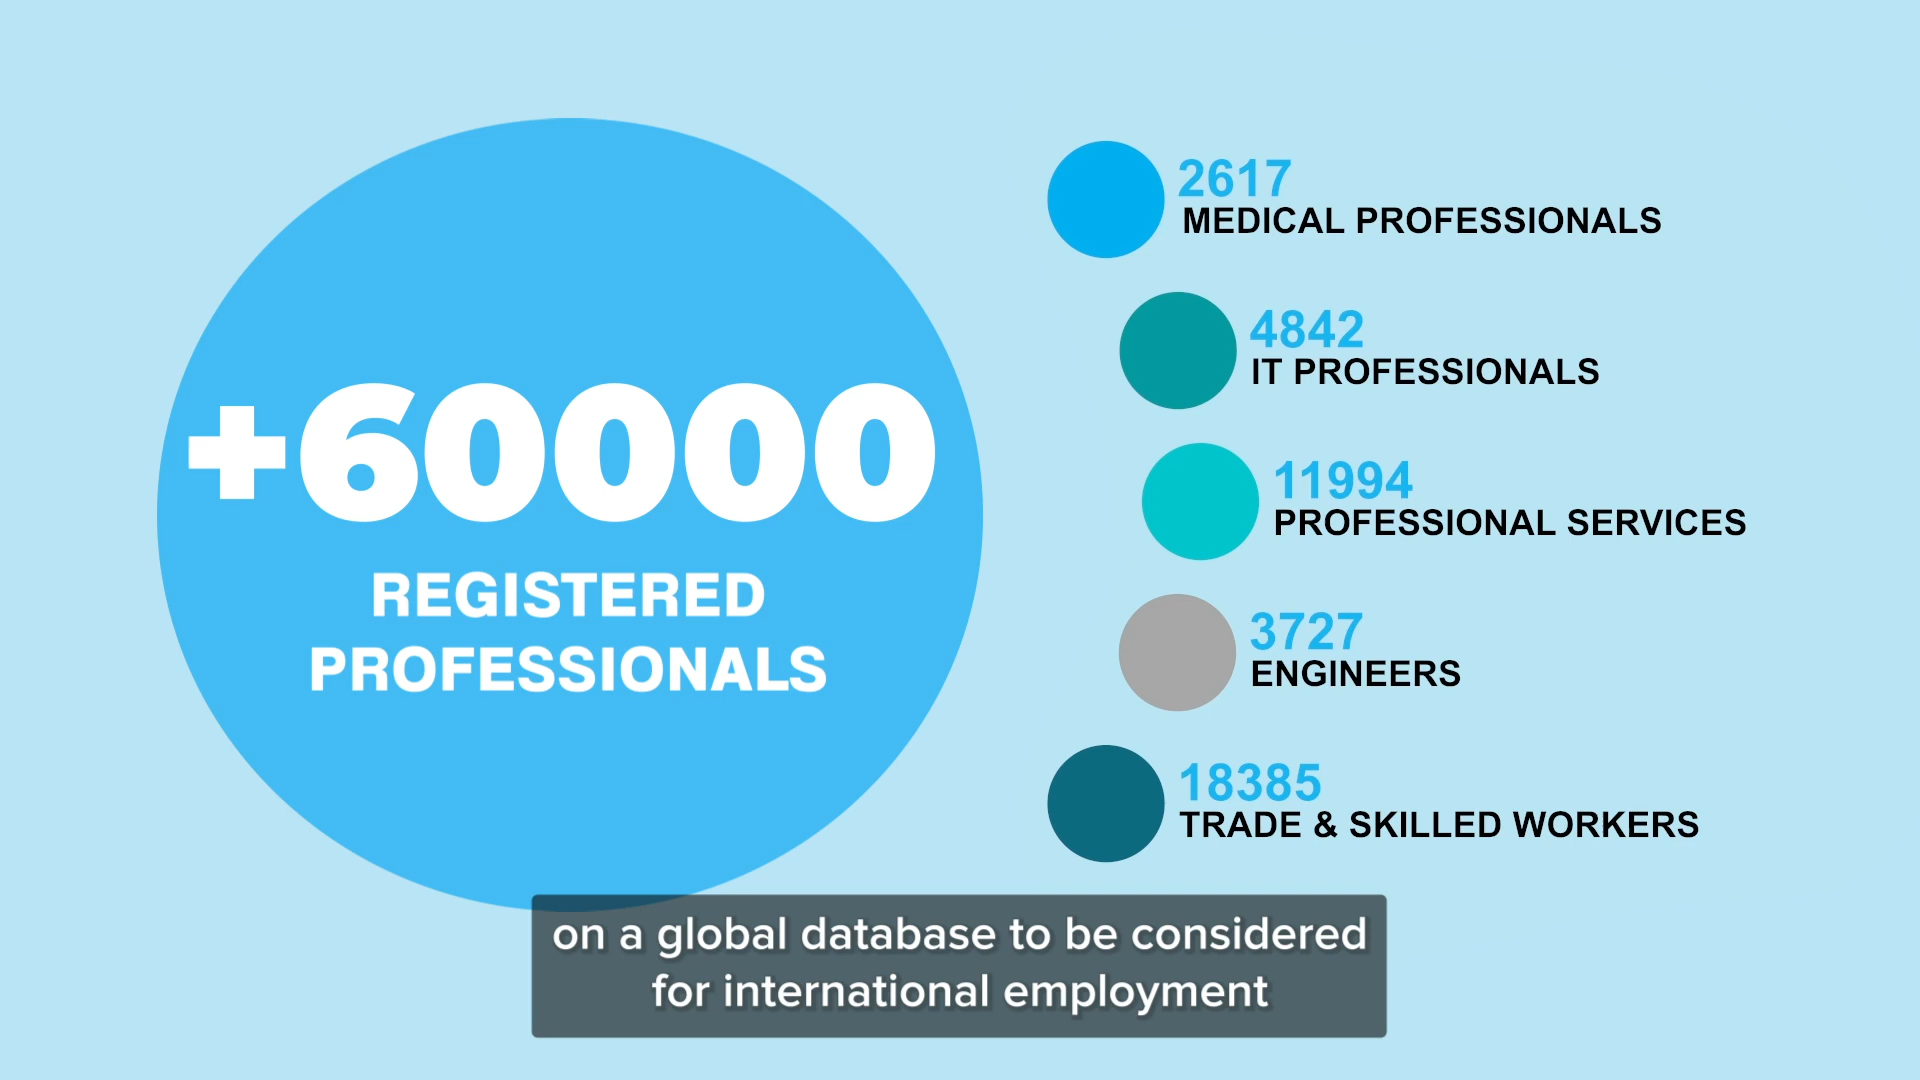 +60000
REGISTERED
PROFESSIONALS
2617
MEDICAL PROFESSIONALS
4842
IT PROFESSIONALS
11994
PROFESSIONAL SERVICES
3727
ENGINEERS
18385
TRADE & SKILLED WORKERS
on a global database to be considered
for international employment